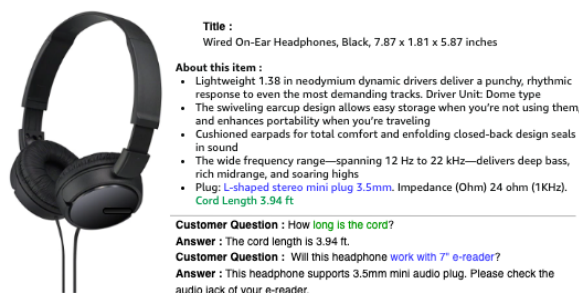 Title :
Wired On-Ear Headphones, Black, 7.87 x 1.81 x 5.87 inches
About this item :
• Lightweight 1.38 in neodymium dynamic drivers deliver a punchy, rhythmic
response to even the most demanding tracks. Driver Unit: Dome type
• The swiveling earcup design allows easy storage when you're not using them,
and enhances portability when you're traveling
• Cushioned earpads for total comfort and enfolding closed-back design seals
in sound
• The wide frequency range—spanning 12 Hz to 22 kHz—delivers deep bass,
rich midrange, and soaring highs
• Plug: L-shaped stereo mini plug 3.5mm. Impedance (Ohm) 24 ohm (1KHz).
Cord Length 3.94 ft
Customer Question : How long is the cord?
Answer : The cord length is 3.94 ft.
Customer Question : Will this headphone work with 7" e-reader?
Answer : This headphone supports 3.5mm mini audio plug. Please check the
audio jack of your e-reader.